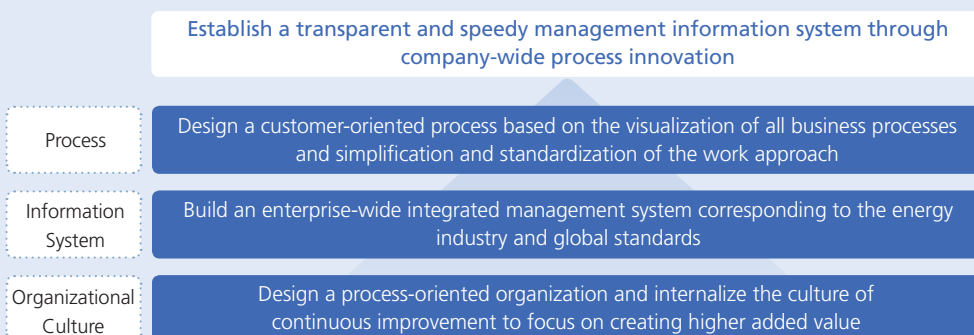 Establish a transparent and speedy management information system through
company-wide process innovation
Process
Design a customer-oriented process based on the visualization of all business processes
and simplification and standardization of the work approach
Information
System
Build an enterprise-wide integrated management system corresponding to the energy
industry and global standards
Organizational
Culture
Design a process-oriented organization and internalize the culture of
continuous improvement to focus on creating higher added value